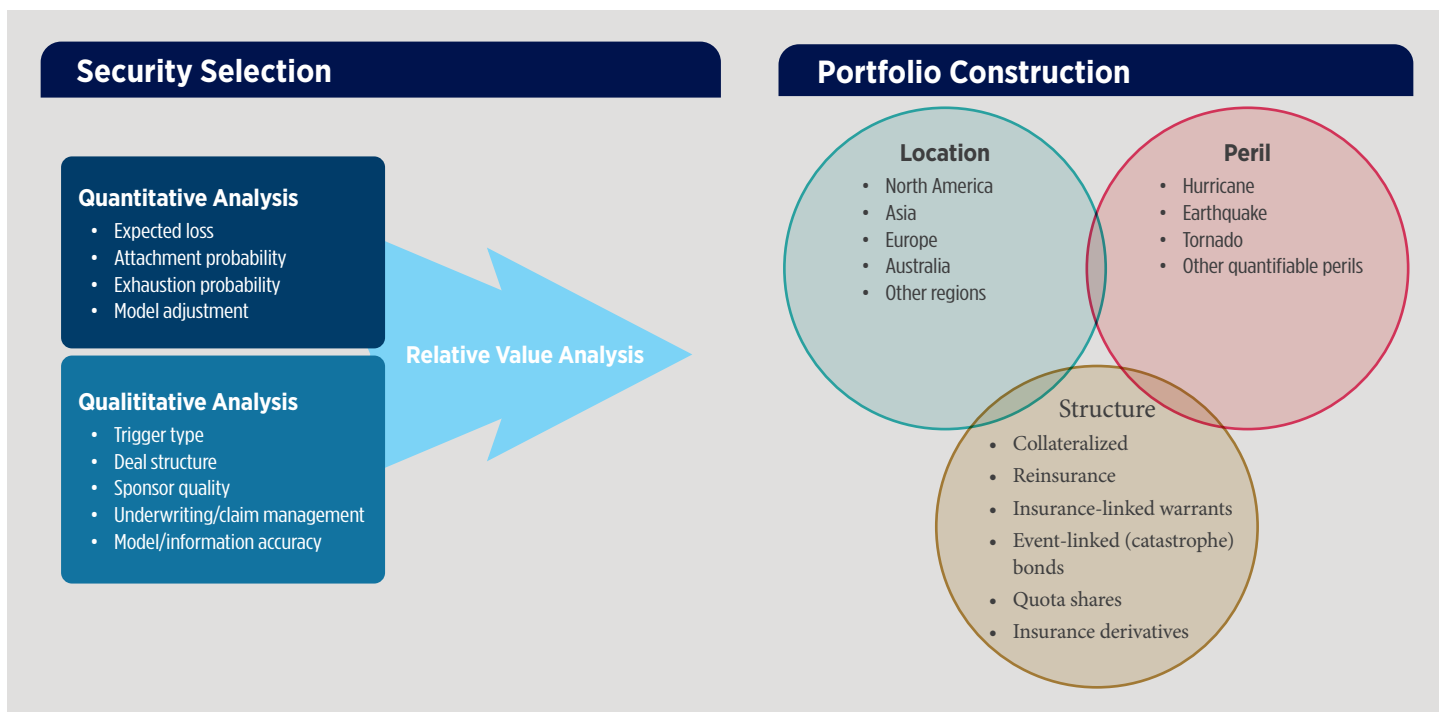 Security Selection
Quantitative Analysis
• Expected loss
• Attachment probability
• Exhaustion probability
• Model adjustment
Qualititative Analysis
• Trigger type
• Deal structure
• Sponsor quality
• Underwriting/claim management
• Model/information accuracy
Relative Value Analysis
Portfolio Construction
Location
• North America
• Asia
• Europe
• Australia
• Other regions
Peril
• Hurricane
• Earthquake
• Tornado
• Other quantifiable perils
Structure
• Collateralized
• Reinsurance
• Insurance-linked warrants
• Event-linked (catastrophe)
bonds
• Quota shares
• Insurance derivatives